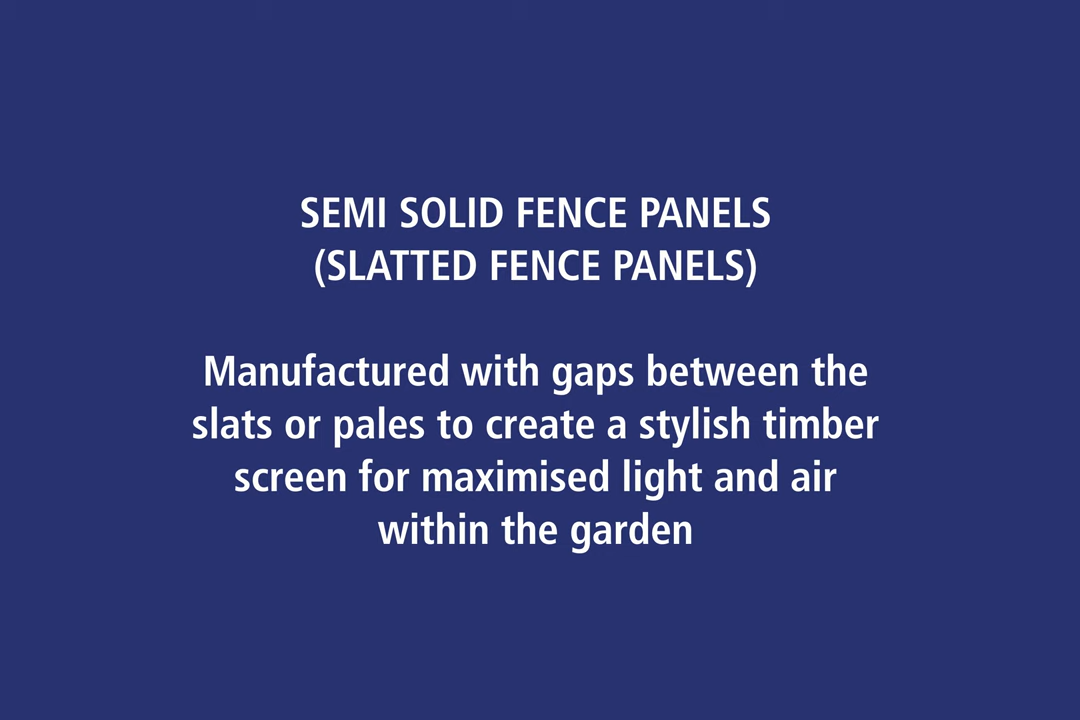 SEMI SOLID FENCE PANELS
(SLATTED FENCE PANELS)
Manufactured with gaps between the
slats or pales to create a stylish timber
screen for maximised light and air
within the garden